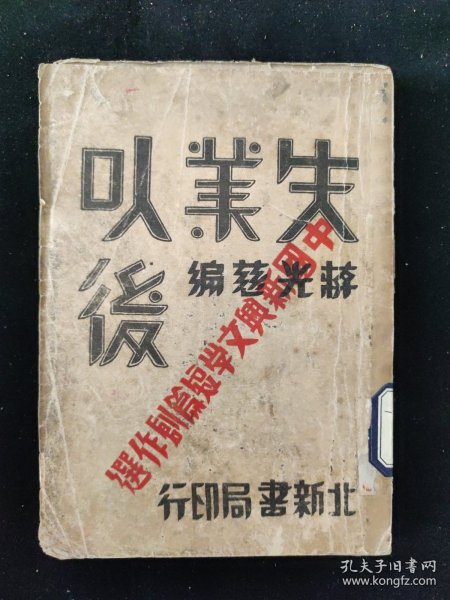 失業以後
蔣光慈編
中國新興文学短篇創作選
北新書局印行
孔夫子旧书网
www.kongfz.com